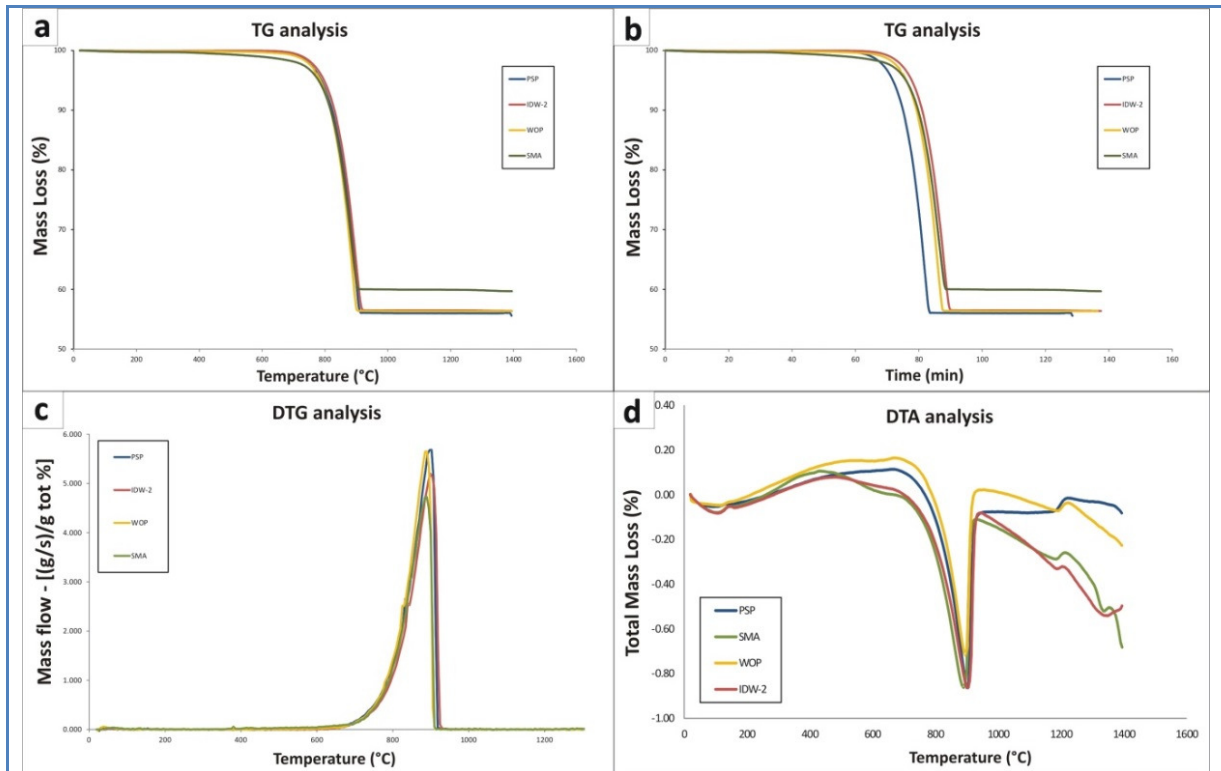 a
TG analysis
Mass Loss (%)
100
90
80
70
60
50
0
200
400
600
800
1000
1200
1400
1600
Temperature (°C)
PSP
IDW-2
WOP
SMA
b
TG analysis
Mass Loss (%)
100
90
80
70
60
50
0
20
40
60
80
100
120
140
160
Time (min)
PSP
IDW-2
WOP
SMA
c
DTG analysis
Mass flow - [(g/s)/g tot %]
6.000
5.000
4.000
3.000
2.000
1.000
0.000
0
200
400
600
800
1000
1200
Temperature (°C)
PSP
IDW-2
WOP
SMA
d
DTA analysis
Total Mass Loss (%)
0.40
0.20
0.00
-0.20
-0.40
-0.60
-0.80
-1.00
0
200
400
600
800
1000
1200
1400
1600
Temperature (°C)
PSP
SMA
WOP
IDW-2